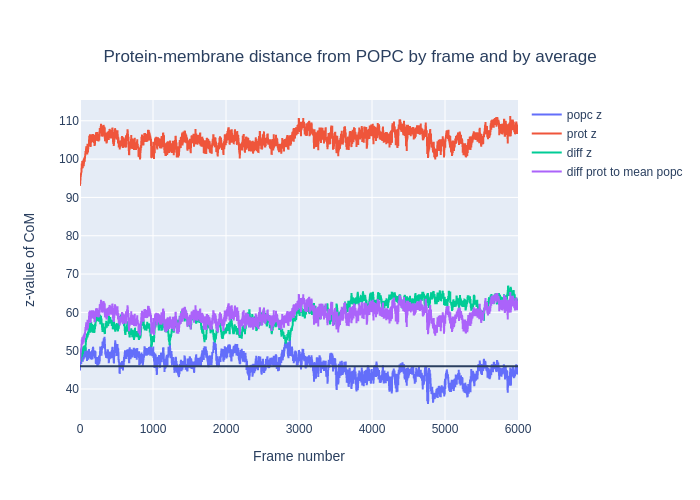 Protein-membrane distance from POPC by frame and by average
popc z
prot z
diff z
diff prot to mean popc
110
100
90
80
70
60
50
40
z-value of CoM
0 1000 2000 3000 4000 5000 6000
Frame number